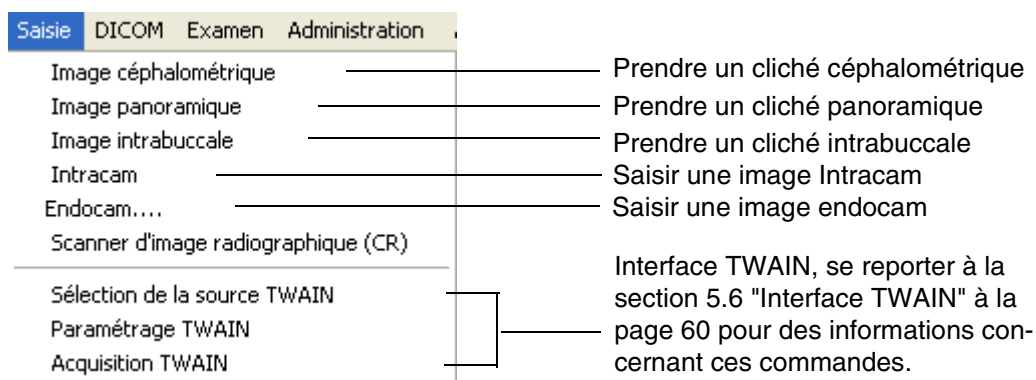 Saisie DICOM Examen Administration
Image céphalométrique
Prendre un cliché céphalométrique
Image panoramique
Prendre un cliché panoramique
Image intrabuccale
Prendre un cliché intrabuccale
Intracam
Saisir une image Intracam
Endocam....
Saisir une image endocam
Scanner d'image radiographique (CR)
Sélection de la source TWAIN
Paramétrage TWAIN
Acquisition TWAIN
Interface TWAIN, se reporter à la
section 5.6 "Interface TWAIN" à la
page 60 pour des informations con-
cernant ces commandes.